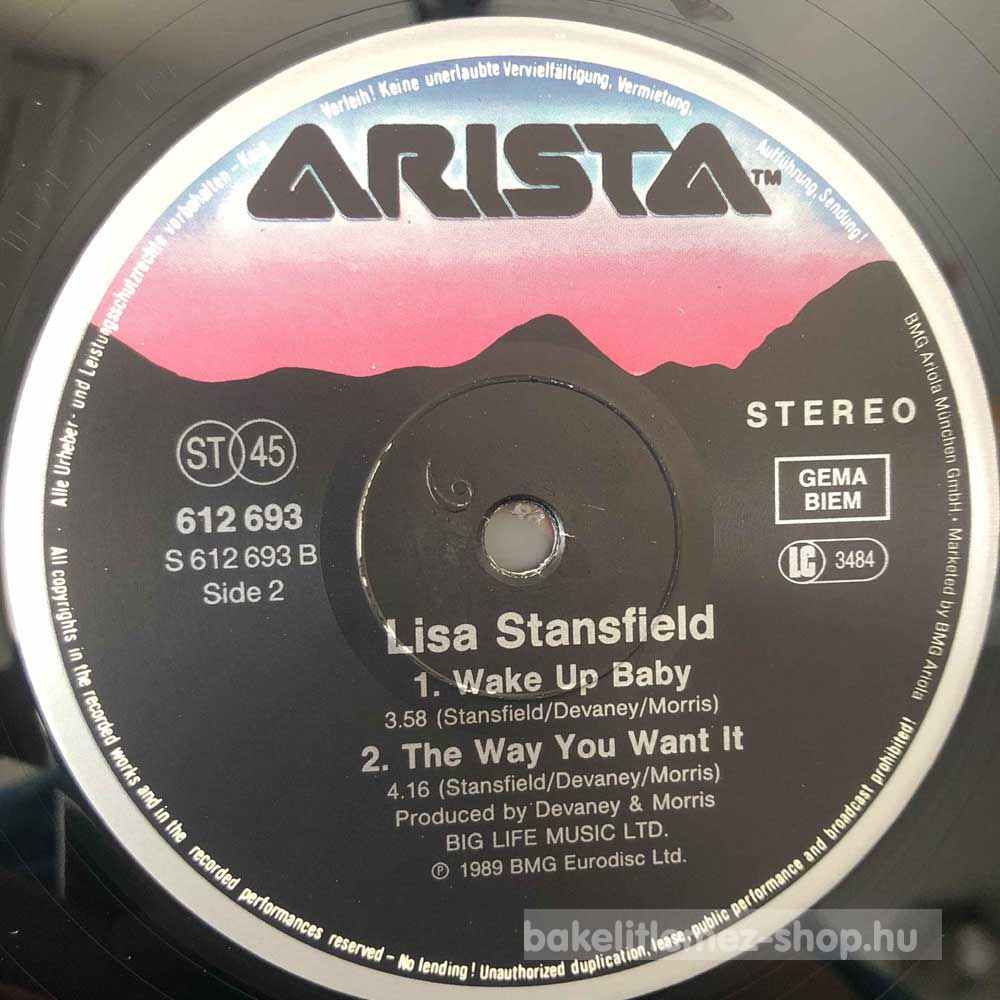 Alle Urheber- und Leistungsschutzrechte vorbehalten - Kein Verleih! Keine unerlaubte Vervielfältigung, Vermietung, Aufführung, Sendung!
ARISTA™
STEREO
ST 45
GEMA
BIEM
612 693
S 612 693 B
LC 3484
Side 2
Lisa Stansfield
1. Wake Up Baby
3.58 (Stansfield/Devaney/Morris)
2. The Way You Want It
4.16 (Stansfield/Devaney/Morris)
Produced by Devaney & Morris
BIG LIFE MUSIC LTD.
℗ 1989 BMG Eurodisc Ltd.
BMG Ariola München GmbH · Marketed by BMG Ariola
· All copyrights in the recorded works and in the recorded performances reserved – No lending! Unauthorized duplication, lease, public performance and broadcast prohibited!
bakelitlemez-shop.hu